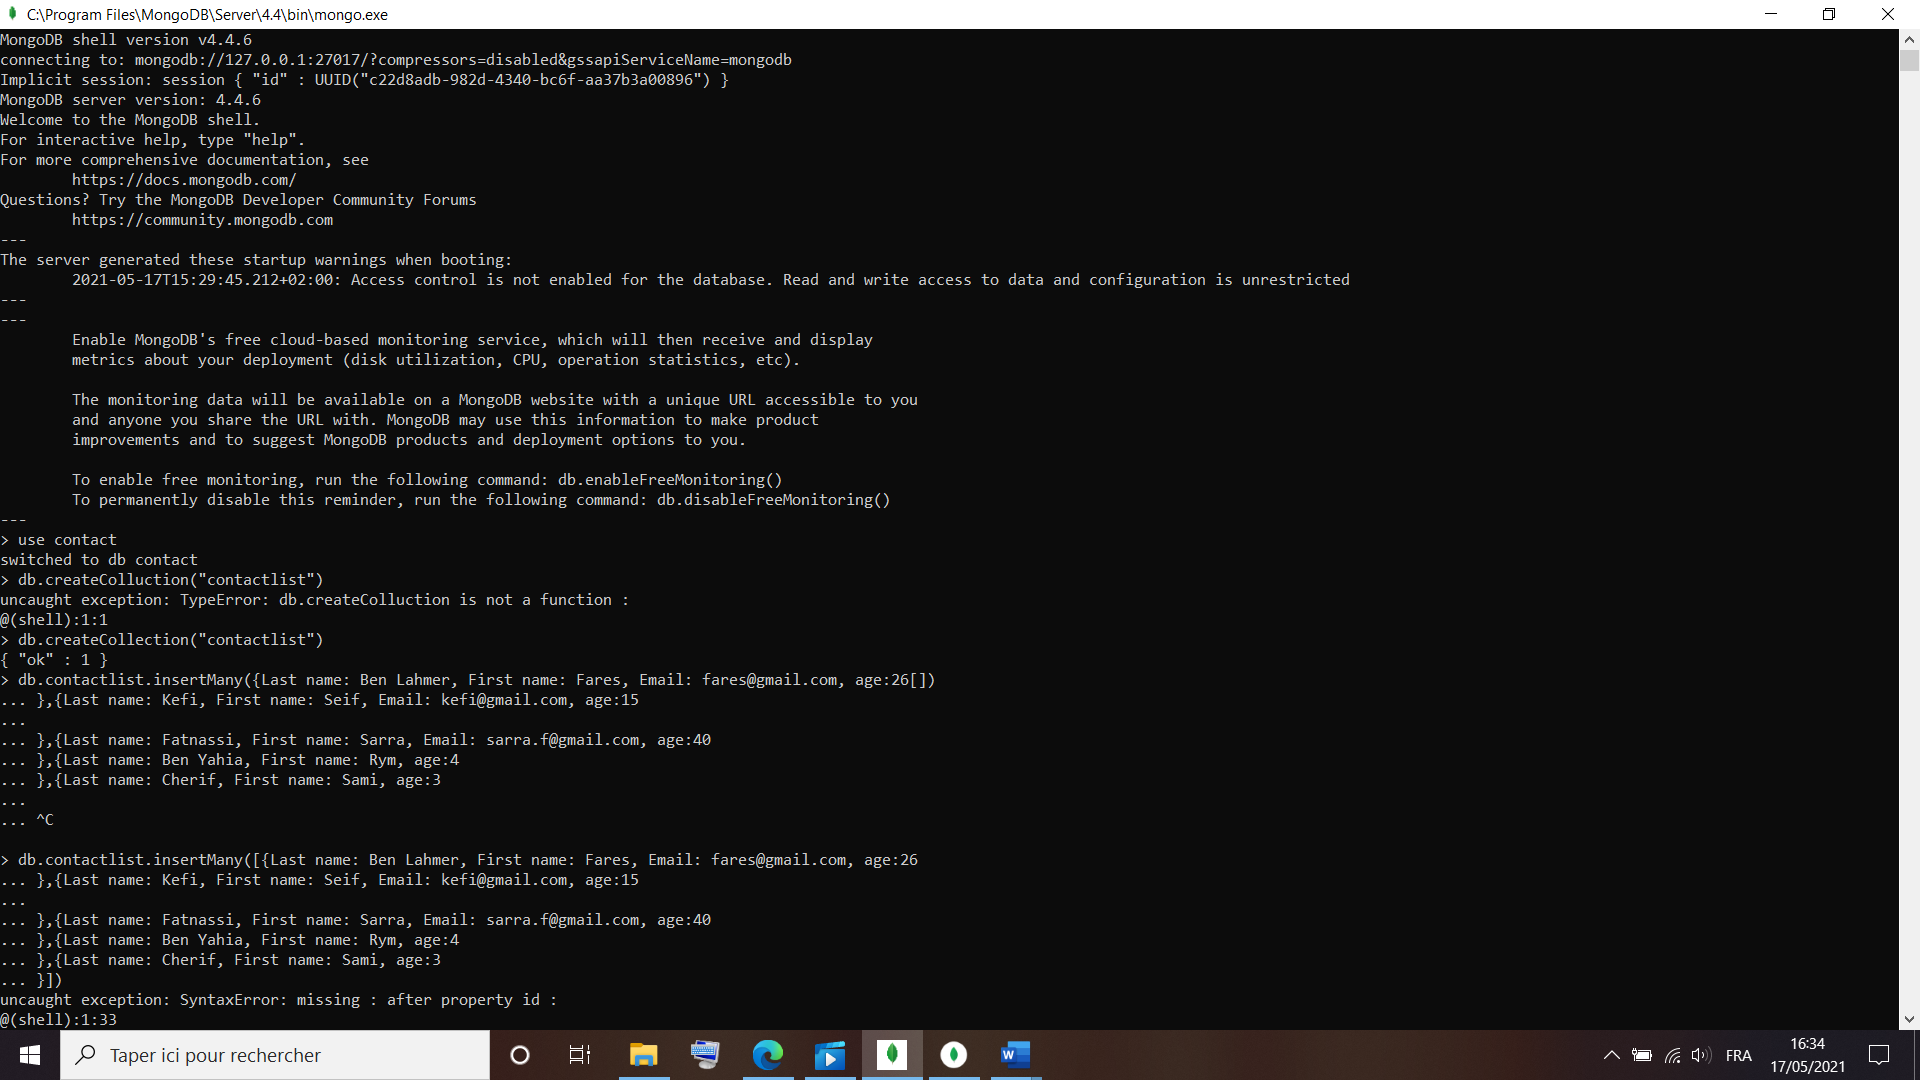 C:\Program Files\MongoDB\Server\4.4\bin\mongo.exe
MongoDB shell version v4.4.6
connecting to: mongodb://127.0.0.1:27017/?compressors=disabled&gssapiServiceName=mongodb
Implicit session: session { "id" : UUID("c22d8adb-982d-4340-bc6f-aa37b3a00896") }
MongoDB server version: 4.4.6
Welcome to the MongoDB shell.
For interactive help, type "help".
For more comprehensive documentation, see
        https://docs.mongodb.com/
Questions? Try the MongoDB Developer Community Forums
        https://community.mongodb.com
---
The server generated these startup warnings when booting:
        2021-05-17T15:29:45.212+02:00: Access control is not enabled for the database. Read and write access to data and configuration is unrestricted
---
---
        Enable MongoDB's free cloud-based monitoring service, which will then receive and display
        metrics about your deployment (disk utilization, CPU, operation statistics, etc).
        The monitoring data will be available on a MongoDB website with a unique URL accessible to you
        and anyone you share the URL with. MongoDB may use this information to make product
        improvements and to suggest MongoDB products and deployment options to you.
        To enable free monitoring, run the following command: db.enableFreeMonitoring()
        To permanently disable this reminder, run the following command: db.disableFreeMonitoring()
---
> use contact
switched to db contact
> db.createColluction("contactlist")
uncaught exception: TypeError: db.createColluction is not a function :
@(shell):1:1
> db.createCollection("contactlist")
{ "ok" : 1 }
> db.contactlist.insertMany({Last name: Ben Lahmer, First name: Fares, Email: fares@gmail.com, age:26[])
... },{Last name: Kefi, First name: Seif, Email: kefi@gmail.com, age:15
...
... },{Last name: Fatnassi, First name: Sarra, Email: sarra.f@gmail.com, age:40
... },{Last name: Ben Yahia, First name: Rym, age:4
... },{Last name: Cherif, First name: Sami, age:3
...
... ^C
> db.contactlist.insertMany([{Last name: Ben Lahmer, First name: Fares, Email: fares@gmail.com, age:26
... },{Last name: Kefi, First name: Seif, Email: kefi@gmail.com, age:15
...
... },{Last name: Fatnassi, First name: Sarra, Email: sarra.f@gmail.com, age:40
... },{Last name: Ben Yahia, First name: Rym, age:4
... },{Last name: Cherif, First name: Sami, age:3
... }])
uncaught exception: SyntaxError: missing : after property id :
@(shell):1:33
Taper ici pour rechercher
W
FRA
16:34
17/05/2021